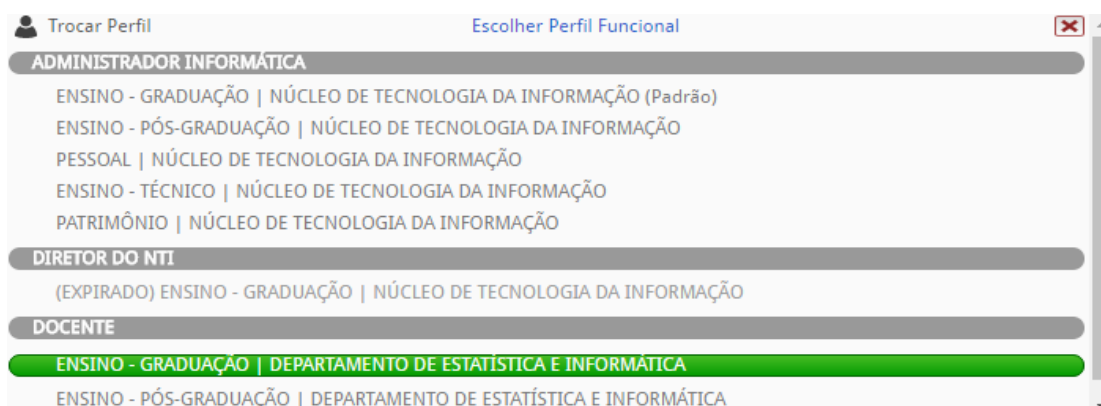 Trocar Perfil Escolher Perfil Funcional
ADMINISTRADOR INFORMÁTICA
ENSINO - GRADUAÇÃO | NÚCLEO DE TECNOLOGIA DA INFORMAÇÃO (Padrão)
ENSINO - PÓS-GRADUAÇÃO | NÚCLEO DE TECNOLOGIA DA INFORMAÇÃO
PESSOAL | NÚCLEO DE TECNOLOGIA DA INFORMAÇÃO
ENSINO - TÉCNICO | NÚCLEO DE TECNOLOGIA DA INFORMAÇÃO
PATRIMÔNIO | NÚCLEO DE TECNOLOGIA DA INFORMAÇÃO
DIRETOR DO NTI
(EXPIRADO) ENSINO - GRADUAÇÃO | NÚCLEO DE TECNOLOGIA DA INFORMAÇÃO
DOCENTE
ENSINO - GRADUAÇÃO | DEPARTAMENTO DE ESTATÍSTICA E INFORMÁTICA
ENSINO - PÓS-GRADUAÇÃO | DEPARTAMENTO DE ESTATÍSTICA E INFORMÁTICA